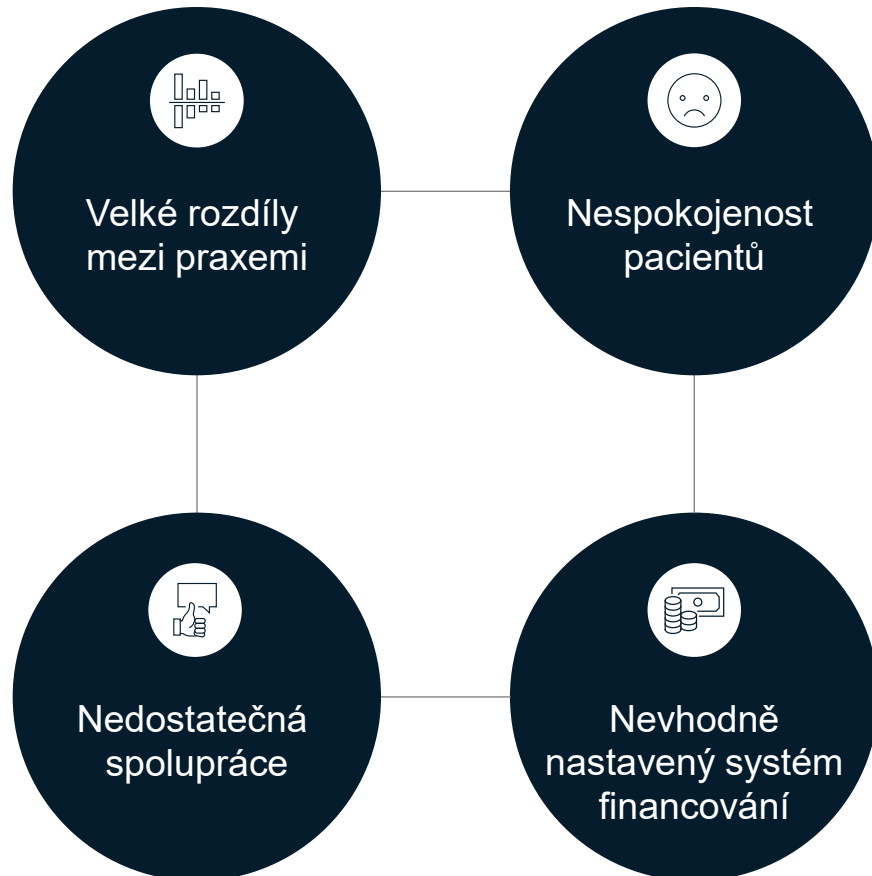 Velké rozdíly
mezi praxemi
Nespokojenost
pacientů
Nedostatečná
spolupráce
Nevhodně
nastavený systém
financování